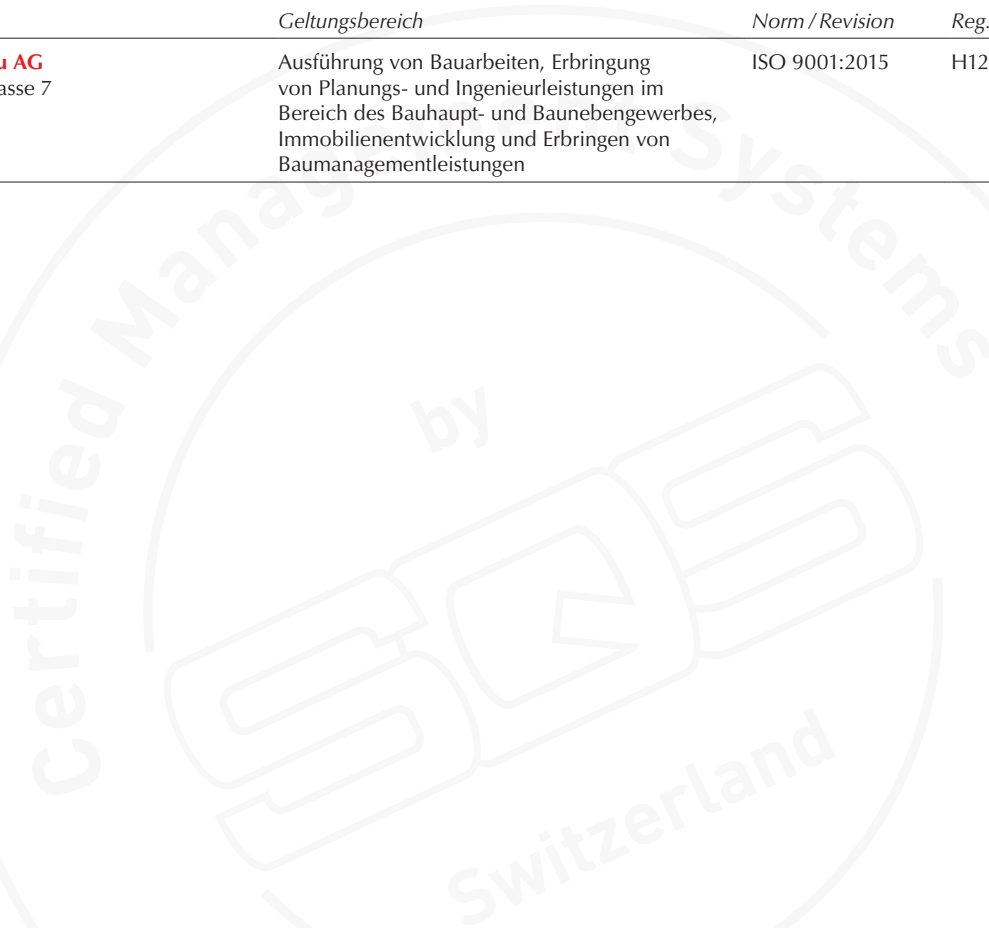 Geltungsbereich Norm / Revision Reg.
u AG Ausführung von Bauarbeiten, Erbringung ISO 9001:2015 H12
asse 7 von Planungs- und Ingenieurleistungen im
Bereich des Bauhaupt- und Baunebengewerbes,
Immobilienentwicklung und Erbringen von
Baumanagementleistungen
Certified Management Systems
by
SQS
Switzerland